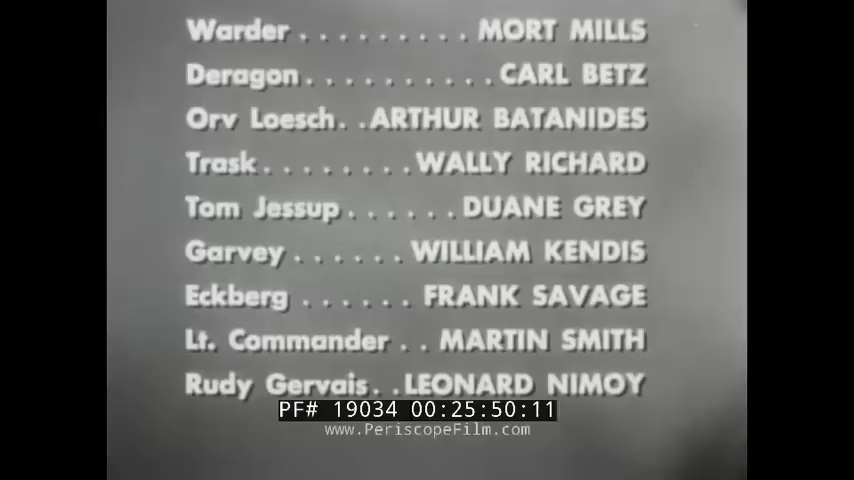 Warder . . . . . . . . . MORT MILLS
Deragon . . . . . . . . . . CARL BETZ
Orv Loesch . . ARTHUR BATANIDES
Trask . . . . . . . . WALLY RICHARD
Tom Jessup . . . . . . DUANE GREY
Garvey . . . . . . WILLIAM KENDIS
Eckberg . . . . . . FRANK SAVAGE
Lt. Commander . . MARTIN SMITH
Rudy Gervais . . LEONARD NIMOY
PF# 19034 00:25:50:11
www.PeriscopeFilm.com